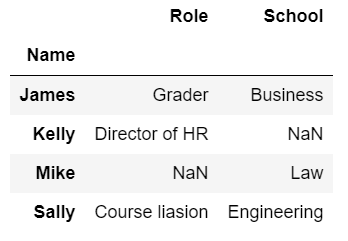 Role School
Name
James Grader Business
Kelly Director of HR NaN
Mike NaN Law
Sally Course liasion Engineering